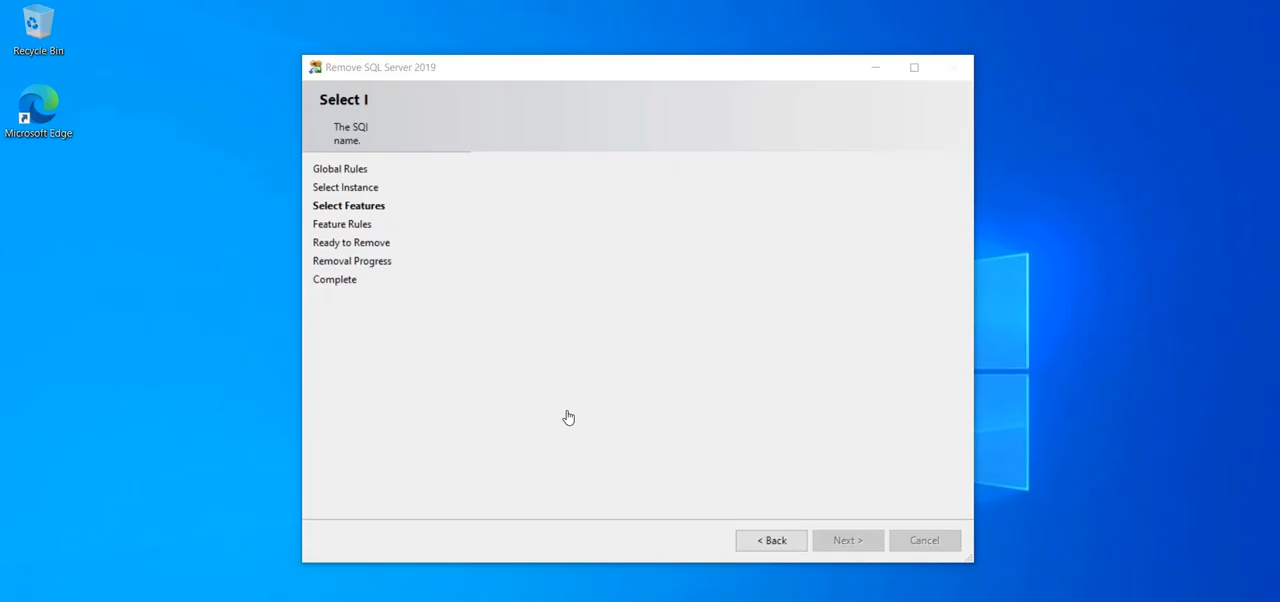 Recycle Bin
Microsoft Edge
Remove SQL Server 2019
Select I
The SQl
name.
Global Rules
Select Instance
Select Features
Feature Rules
Ready to Remove
Removal Progress
Complete
< Back
Next >
Cancel